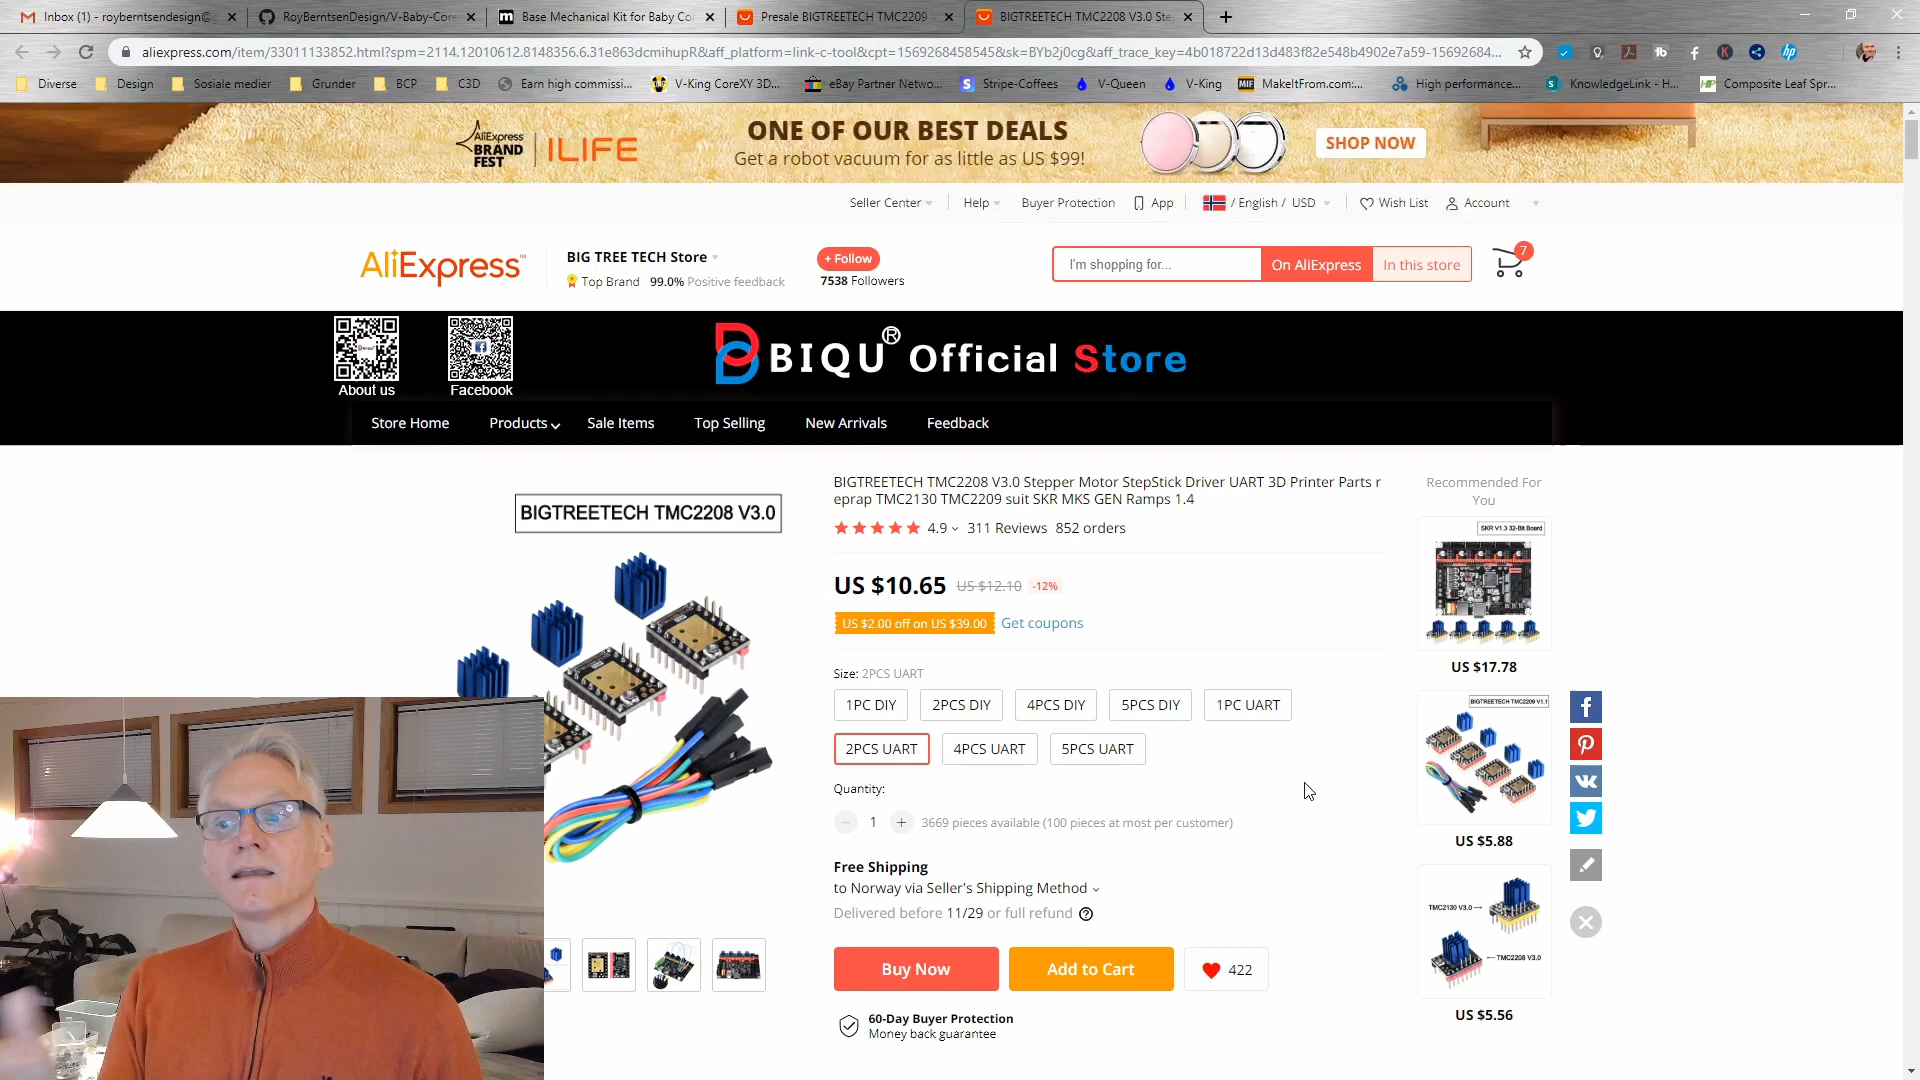 Inbox (1) - royberntsendesign@g
RoyBerntsenDesign/V-Baby-Core
Base Mechanical Kit for Baby Co
Presale BIGTREETECH TMC2209
BIGTREETECH TMC2208 V3.0 Ste
aliexpress.com/item/33011133852.html?spm=2114.12010612.8148356.6.31e863dcmihupR&aff_platform=link-c-tool&cpt=1569268458545&sk=BYb2j0cg&aff_trace_key=4b018722d13d483f82e548b4902e7a59-15692684...
Diverse
Design
Sosiale medier
Grunder
BCP
C3D
Earn high commissi...
V-King CoreXY 3D...
eBay Partner Netwo...
Stripe-Coffees
V-Queen
V-King
MakeItFrom.com:...
High performance...
KnowledgeLink - H...
Composite Leaf Spr...
AliExpress
BRAND
FEST
ILIFE
ONE OF OUR BEST DEALS
Get a robot vacuum for as little as US $99!
SHOP NOW
Seller Center
Help
Buyer Protection
App
/ English / USD
Wish List
Account
AliExpress™
BIG TREE TECH Store
Top Brand 99.0% Positive feedback
+ Follow
7538 Followers
I'm shopping for...
On AliExpress
In this store
7
About us
Facebook
BIQU® Official Store
Store Home
Products
Sale Items
Top Selling
New Arrivals
Feedback
BIGTREETECH TMC2208 V3.0
BIGTREETECH TMC2208 V3.0 Stepper Motor StepStick Driver UART 3D Printer Parts r
eprap TMC2130 TMC2209 suit SKR MKS GEN Ramps 1.4
4.9
311 Reviews
852 orders
US $10.65 US $12.10 -12%
US $2.00 off on US $39.00
Get coupons
Size: 2PCS UART
1PC DIY
2PCS DIY
4PCS DIY
5PCS DIY
1PC UART
2PCS UART
4PCS UART
5PCS UART
Quantity:
− 1 + 3669 pieces available (100 pieces at most per customer)
Free Shipping
to Norway via Seller's Shipping Method
Delivered before 11/29 or full refund
Buy Now
Add to Cart
422
60-Day Buyer Protection
Money back guarantee
Recommended For
You
SKR V1.3 32-Bit Board
US $17.78
BIGTREETECH TMC2209 V1.1
US $5.88
TMC2130 V3.0
TMC2208 V3.0
US $5.56